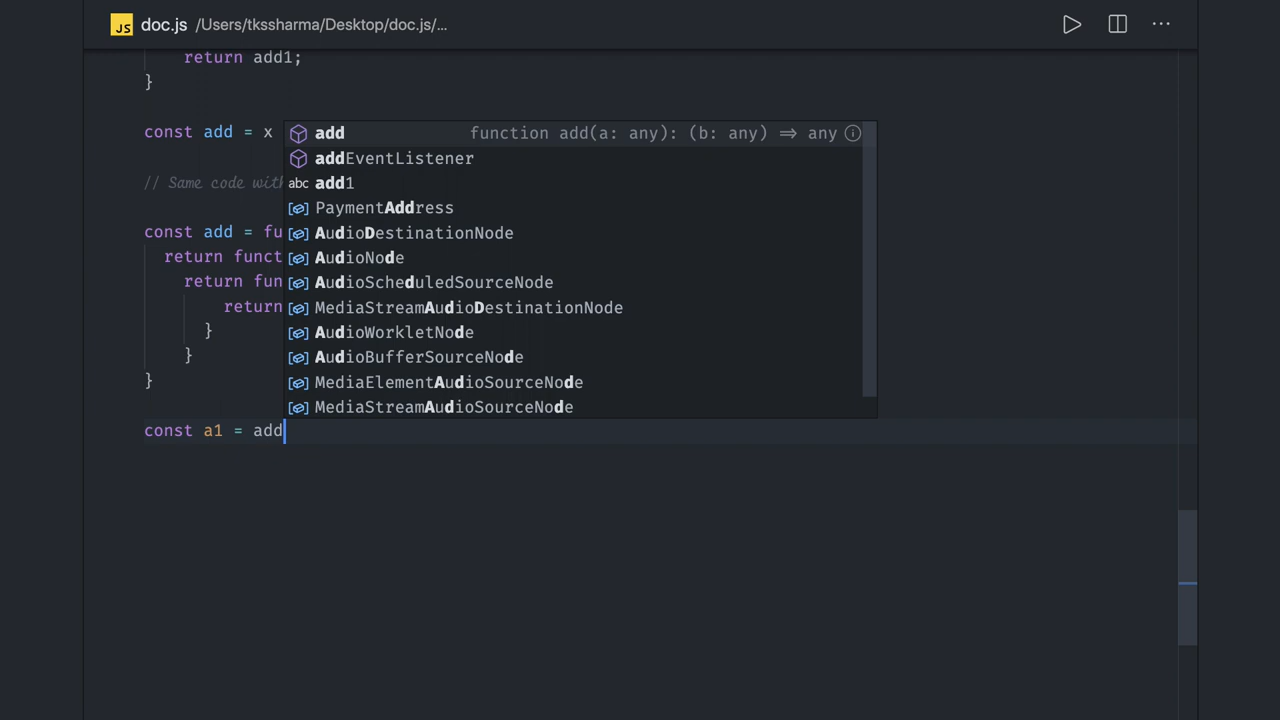 JS doc.js /Users/tkssharma/Desktop/doc.js/...
return add1;
}
const add = x
add function add(a: any): (b: any) => any
addEventListener
// Same code with
abc add1
PaymentAddress
const add = fu
AudioDestinationNode
return funct
AudioNode
return fun
AudioScheduledSourceNode
return
MediaStreamAudioDestinationNode
}
AudioWorkletNode
}
AudioBufferSourceNode
}
MediaElementAudioSourceNode
MediaStreamAudioSourceNode
const a1 = add